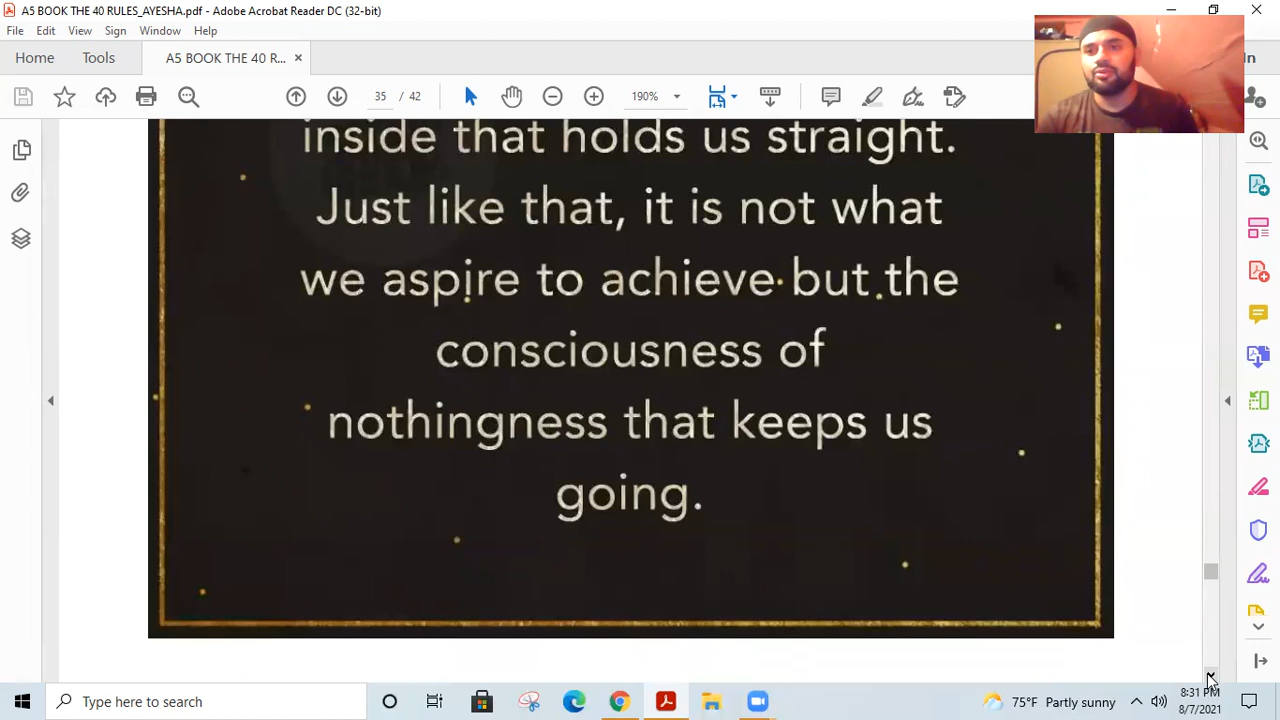 A5 BOOK THE 40 RULES_AYESHA.pdf - Adobe Acrobat Reader DC (32-bit)
File Edit View Sign Window Help
Home Tools A5 BOOK THE 40 R... In
35 / 42 190%
inside that holds us straight.
Just like that, it is not what
we aspire to achieve but the
consciousness of
nothingness that keeps us
going.
Type here to search
75°F Partly sunny
8:31 PM
8/7/2021